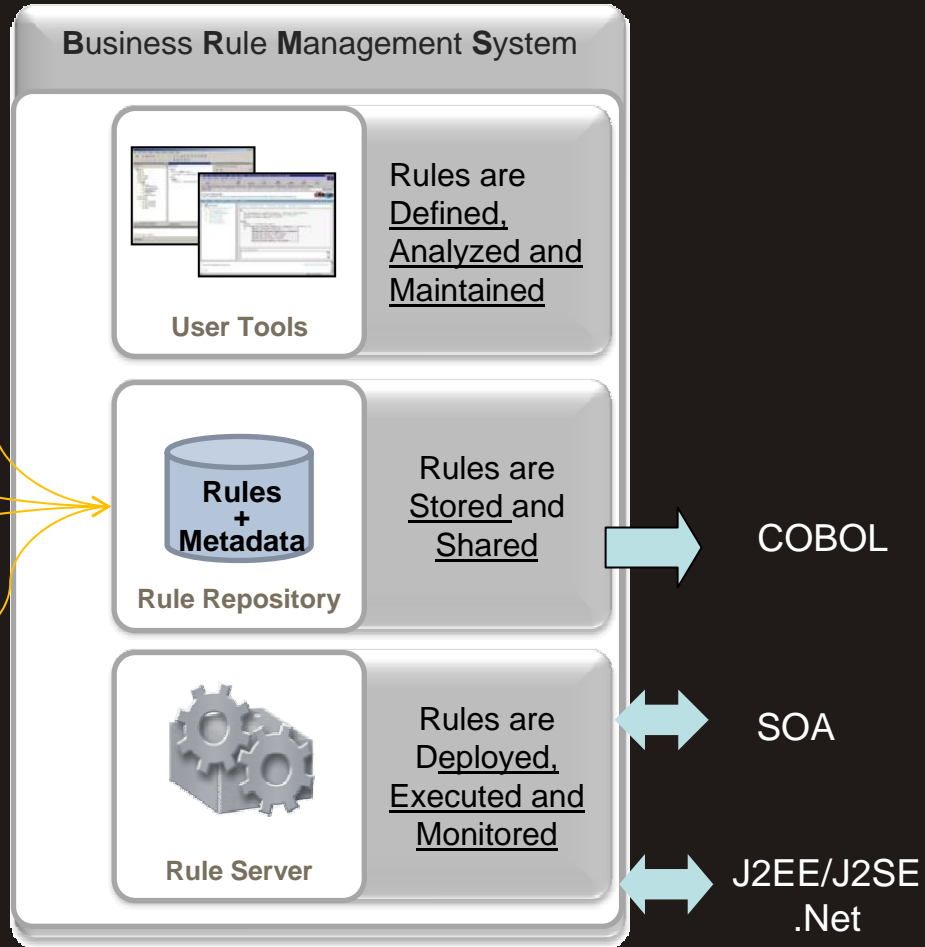 Business Rule Management System
Rules are
Defined,
Analyzed and
Maintained
User Tools
Rules
+
Metadata
Rule Repository
Rules are
Stored and
Shared
COBOL
Rules are
Deployed,
Executed and
Monitored
Rule Server
SOA
J2EE/J2SE
.Net